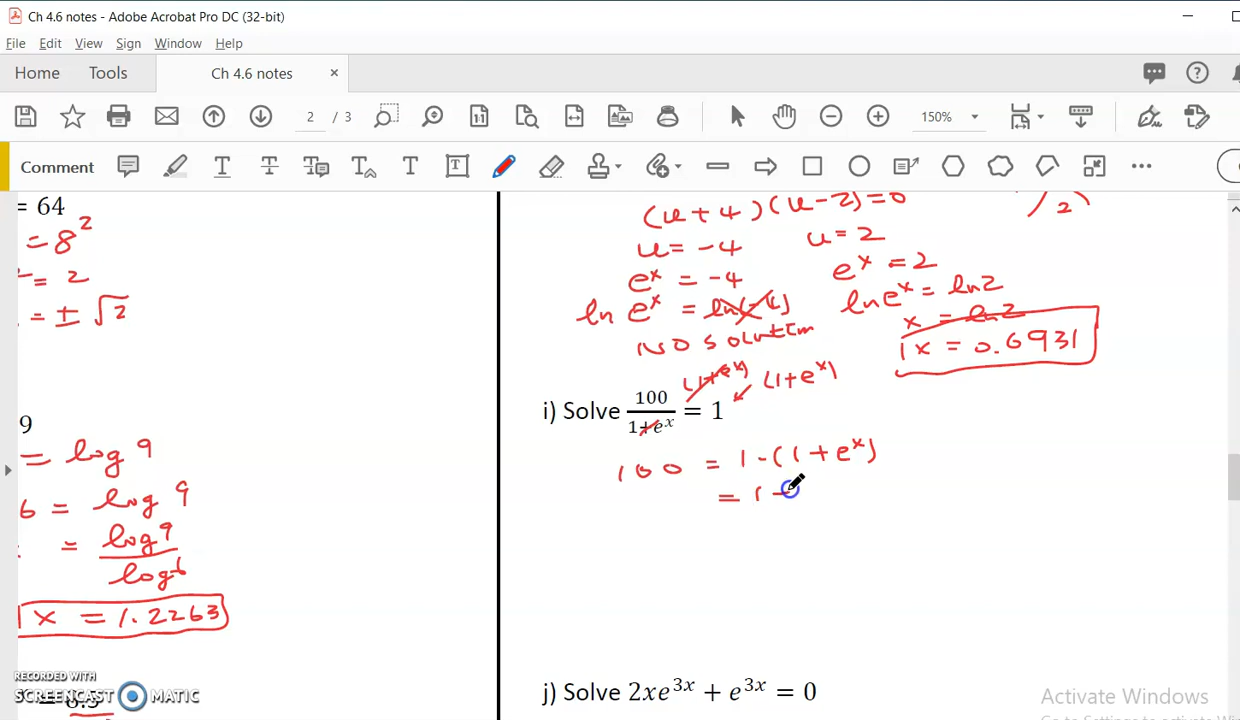 Ch 4.6 notes - Adobe Acrobat Pro DC (32-bit)
File Edit View Sign Window Help
Home Tools Ch 4.6 notes ×
2 / 3 150%
Comment
= 64
= 8²
= 2
= ± √2
9
= log 9
6 = log 9
= log 9 / log 6
x = 1.2263
= 8.5
(u + 4)(u - 2) = 0
2
u = -4 u = 2
eˣ = -4 eˣ = 2
ln eˣ = ln(-4) ln eˣ = ln 2
x = ln 2
No solution
x = 0.6931
(1+eˣ) (1+eˣ)
i) Solve 100/(1+eˣ) = 1
100 = 1·(1+eˣ)
= 1
j) Solve 2xe³ˣ + e³ˣ = 0
RECORDED WITH
SCREENCAST MATIC
Activate Windows